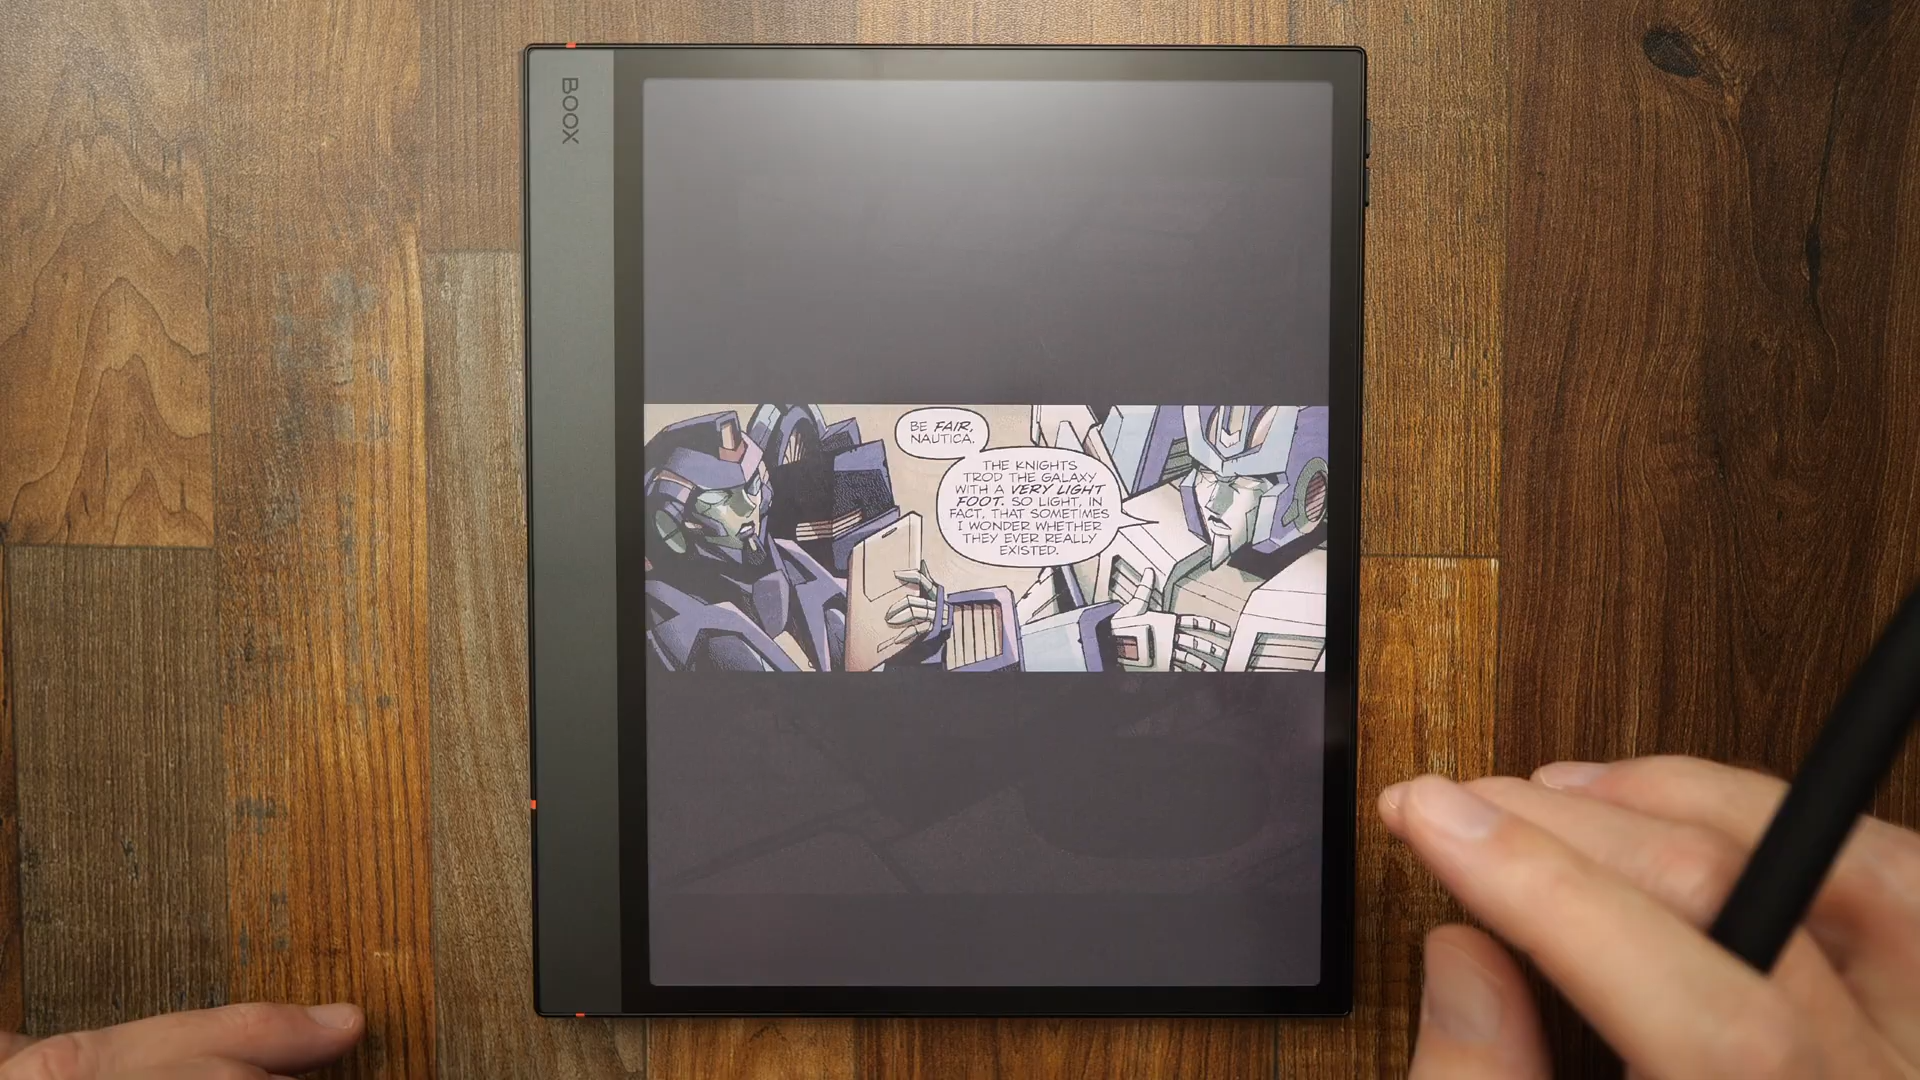 BOOX
BE FAIR,
NAUTICA.
THE KNIGHTS
TROD THE GALAXY
WITH A VERY LIGHT
FOOT. SO LIGHT, IN
FACT, THAT SOMETIMES
I WONDER WHETHER
THEY EVER REALLY
EXISTED.